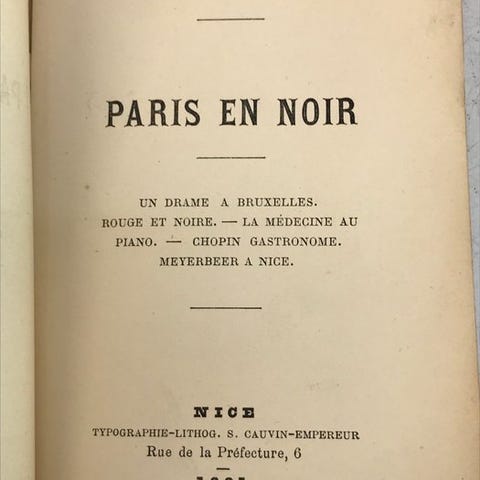 PARIS EN NOIR
UN DRAME A BRUXELLES.
ROUGE ET NOIRE. — LA MÉDECINE AU
PIANO. — CHOPIN GASTRONOME.
MEYERBEER A NICE.
NICE
TYPOGRAPHIE-LITHOG. S. CAUVIN-EMPEREUR
Rue de la Préfecture, 6